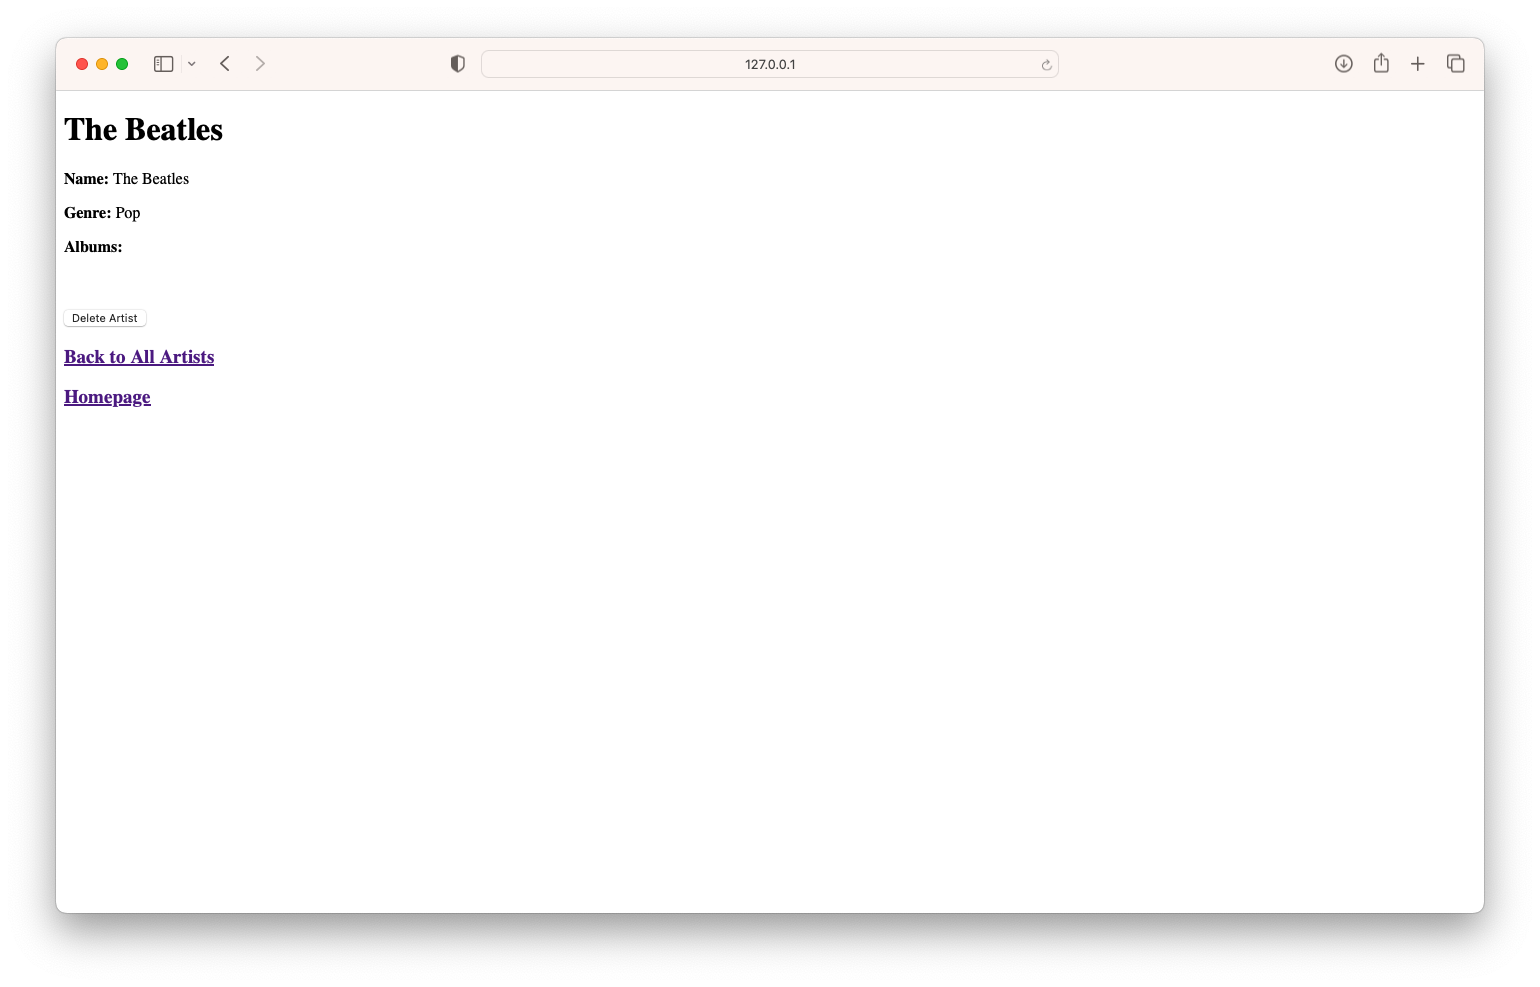 127.0.0.1
The Beatles
Name: The Beatles
Genre: Pop
Albums:
Delete Artist
Back to All Artists
Homepage